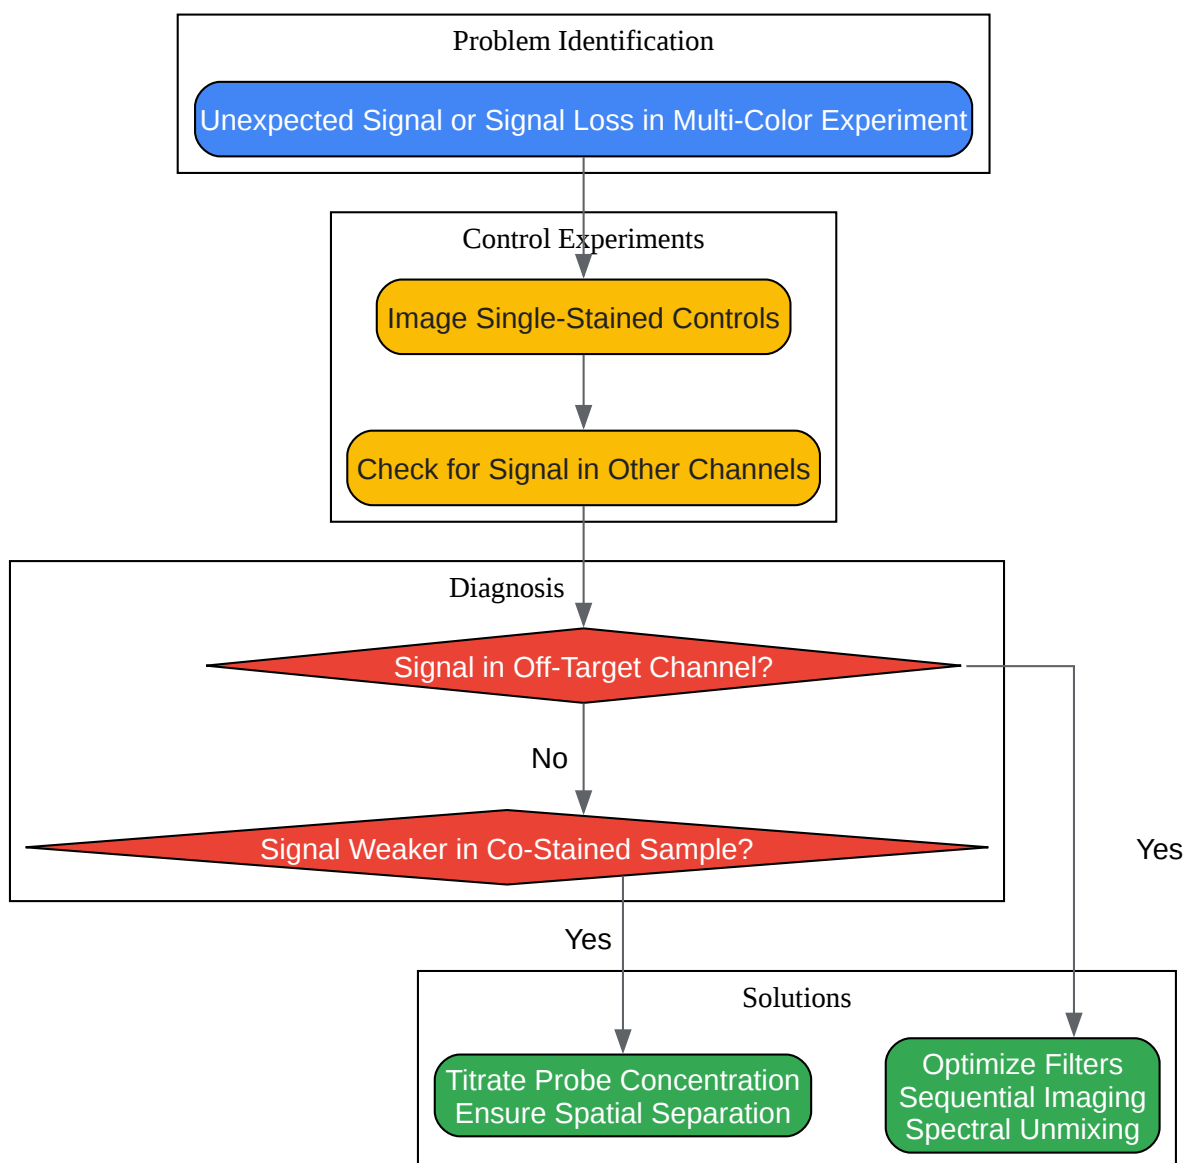 Problem Identification
Unexpected Signal or Signal Loss in Multi-Color Experiment
Control Experiments
Image Single-Stained Controls
Check for Signal in Other Channels
Diagnosis
Signal in Off-Target Channel?
No
Signal Weaker in Co-Stained Sample?
Yes
Yes
Solutions
Titrate Probe Concentration
Ensure Spatial Separation
Optimize Filters
Sequential Imaging
Spectral Unmixing